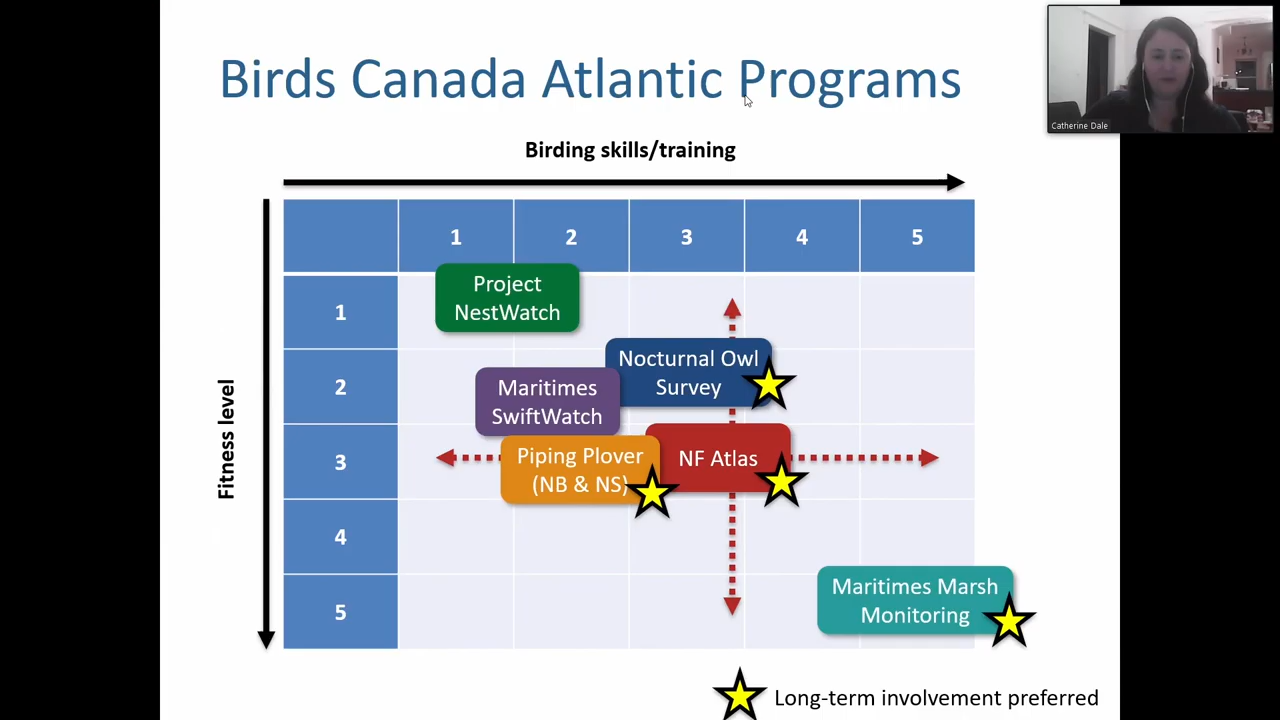 Birds Canada Atlantic Programs
Catherine Dale
Birding skills/training
1 2 3 4 5
Project
NestWatch
1
Nocturnal Owl
Survey
2
Maritimes
SwiftWatch
Fitness level
3
Piping Plover
(NB & NS)
NF Atlas
4
5
Maritimes Marsh
Monitoring
Long-term involvement preferred